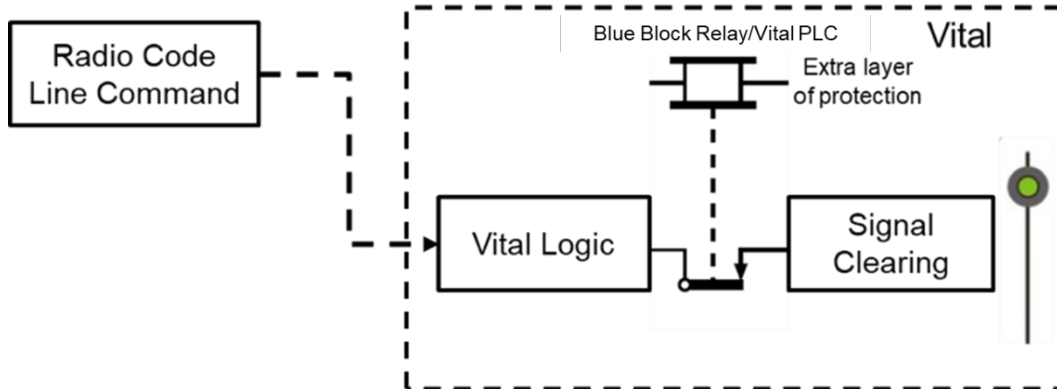 Radio Code
Line Command
Blue Block Relay/Vital PLC
Vital
Extra layer
of protection
Vital Logic
Signal
Clearing